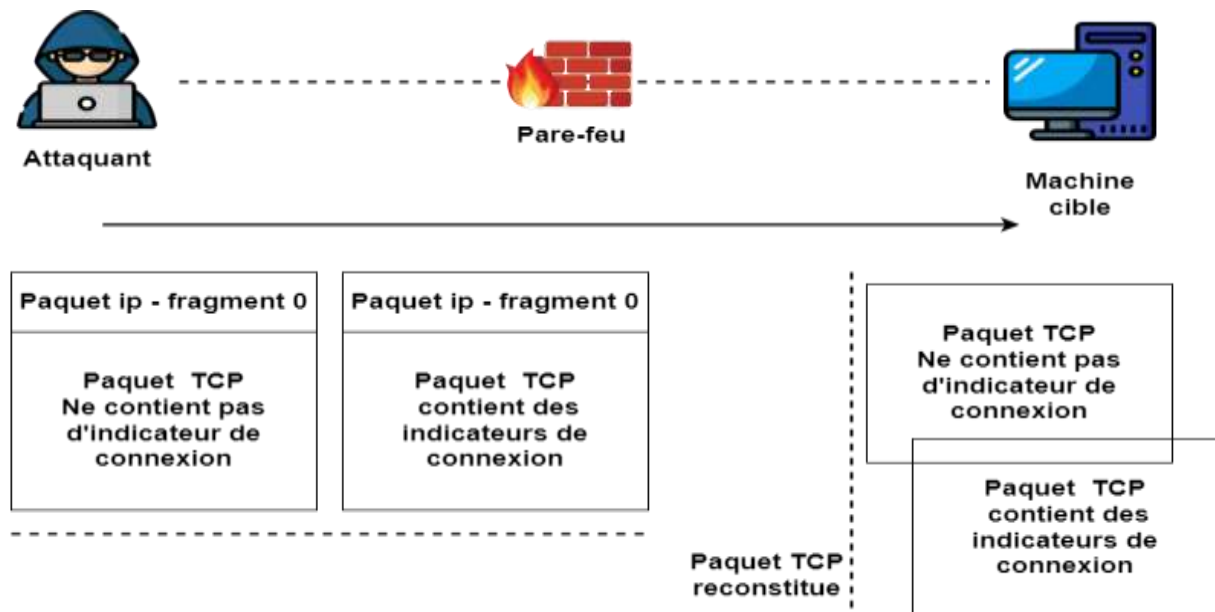 Attaquant
Pare-feu
Machine
cible
Paquet ip - fragment 0
Paquet TCP
Ne contient pas
d'indicateur de
connexion
Paquet ip - fragment 0
Paquet TCP
contient des
indicateurs de
connexion
Paquet TCP
reconstitue
Paquet TCP
Ne contient pas
d'indicateur de
connexion
Paquet TCP
contient des
indicateurs de
connexion